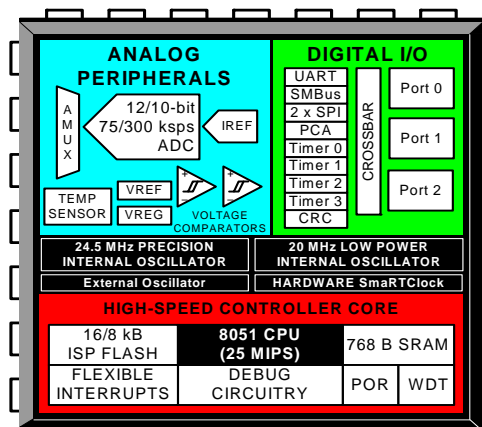 ANALOG
PERIPHERALS
AMUX
12/10-bit
75/300 ksps
ADC
IREF
TEMP
SENSOR
VREF
VREG
+
–
+
–
VOLTAGE
COMPARATORS
DIGITAL I/O
UART
SMBus
2 x SPI
PCA
Timer 0
Timer 1
Timer 2
Timer 3
CRC
CROSSBAR
Port 0
Port 1
Port 2
24.5 MHz PRECISION
INTERNAL OSCILLATOR
20 MHz LOW POWER
INTERNAL OSCILLATOR
External Oscillator
HARDWARE SmaRTClock
HIGH-SPEED CONTROLLER CORE
16/8 kB
ISP FLASH
8051 CPU
(25 MIPS)
768 B SRAM
FLEXIBLE
INTERRUPTS
DEBUG
CIRCUITRY
POR
WDT